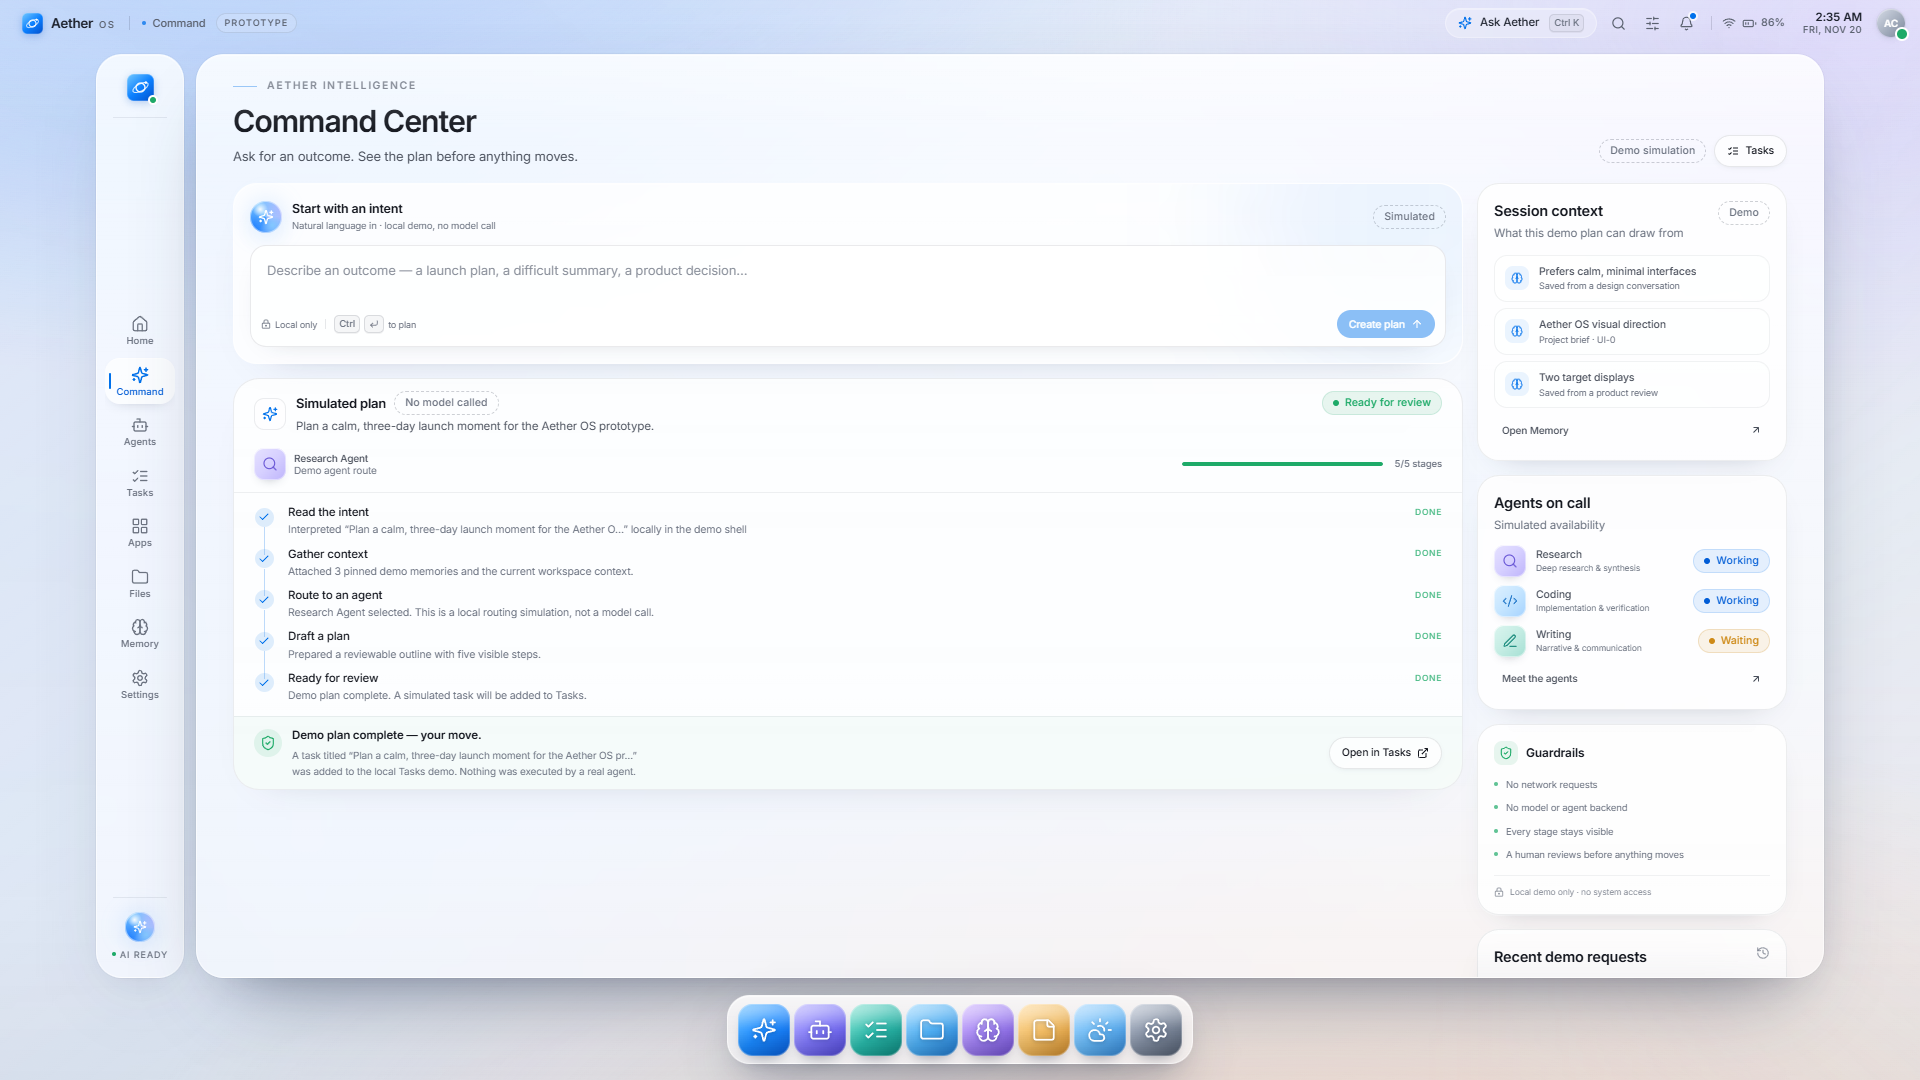 Aether OS
Command
PROTOTYPE
Ask Aether
Ctrl K
86%
2:35 AM
FRI, NOV 20
AC
Home
Command
Agents
Tasks
Apps
Files
Memory
Settings
AI READY
AETHER INTELLIGENCE
Command Center
Ask for an outcome. See the plan before anything moves.
Demo simulation
Tasks
Start with an intent
Natural language in · local demo, no model call
Simulated
Describe an outcome — a launch plan, a difficult summary, a product decision...
Local only
Ctrl
to plan
Create plan
Simulated plan
No model called
Ready for review
Plan a calm, three-day launch moment for the Aether OS prototype.
Research Agent
Demo agent route
5/5 stages
Read the intent
DONE
Interpreted “Plan a calm, three-day launch moment for the Aether O...” locally in the demo shell
Gather context
DONE
Attached 3 pinned demo memories and the current workspace context.
Route to an agent
DONE
Research Agent selected. This is a local routing simulation, not a model call.
Draft a plan
DONE
Prepared a reviewable outline with five visible steps.
Ready for review
DONE
Demo plan complete. A simulated task will be added to Tasks.
Demo plan complete — your move.
A task titled “Plan a calm, three-day launch moment for the Aether OS pr...”
was added to the local Tasks demo. Nothing was executed by a real agent.
Open in Tasks
Session context
Demo
What this demo plan can draw from
Prefers calm, minimal interfaces
Saved from a design conversation
Aether OS visual direction
Project brief · UI-0
Two target displays
Saved from a product review
Open Memory
Agents on call
Simulated availability
Research
Deep research & synthesis
Working
Coding
Implementation & verification
Working
Writing
Narrative & communication
Waiting
Meet the agents
Guardrails
No network requests
No model or agent backend
Every stage stays visible
A human reviews before anything moves
Local demo only · no system access
Recent demo requests